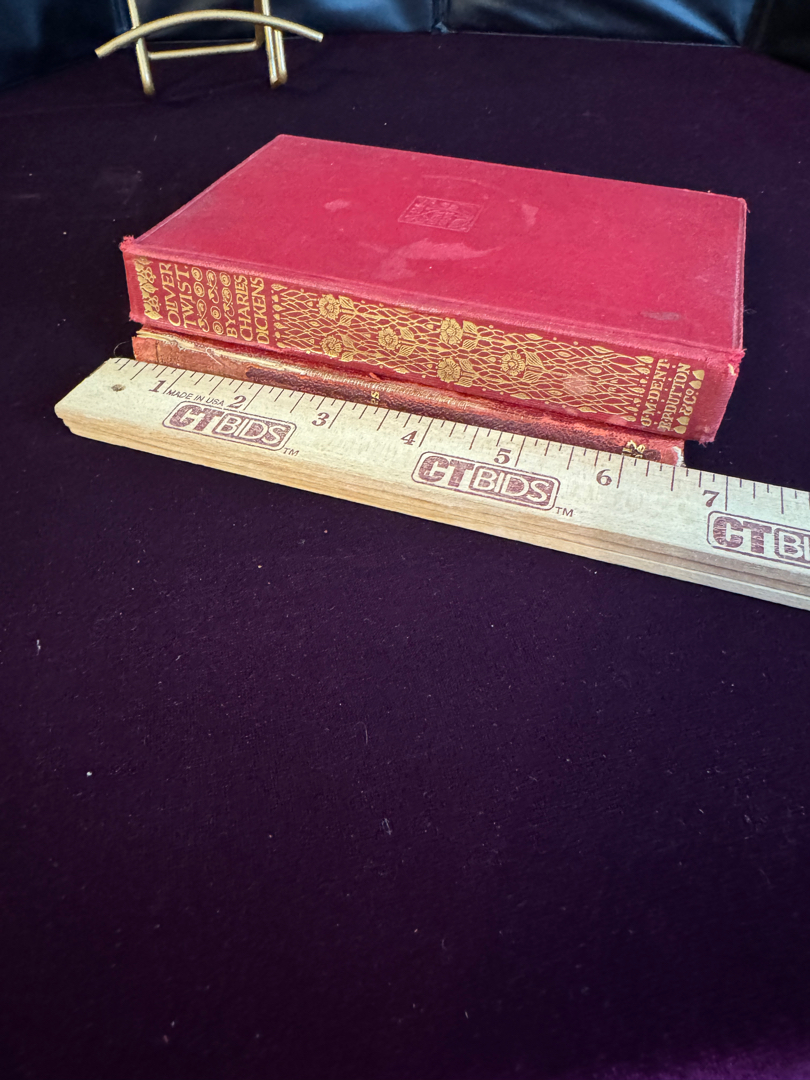 OLIVER
TWIST
BY
CHARLES
DICKENS
J·M·DENT
E·P·DUTTON
& Co
1 2 3 4 5 6 7
MADE IN USA
CTBIDS TM
CTBIDS TM
CTBI